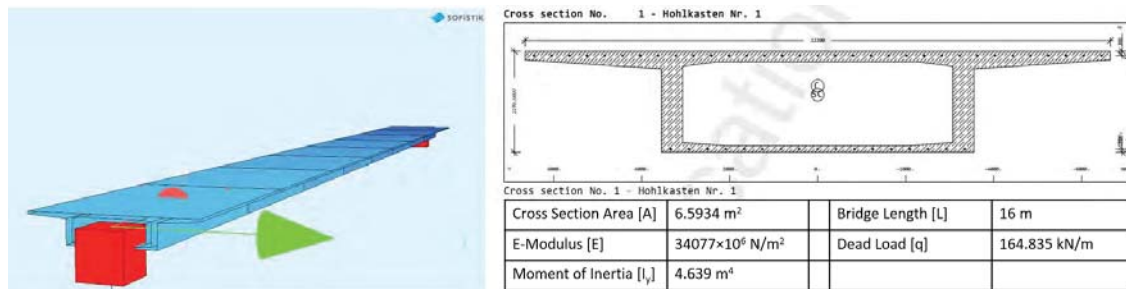 SOFiSTiK
Cross section No. 1 - Hohlkasten Nr. 1
Cross section No. 1 - Hohlkasten Nr. 1
Cross Section Area [A] 6.5934 m² Bridge Length [L] 16 m
E-Modulus [E] 34077×10⁶ N/m² Dead Load [q] 164.835 kN/m
Moment of Inertia [Iᵧ] 4.639 m⁴